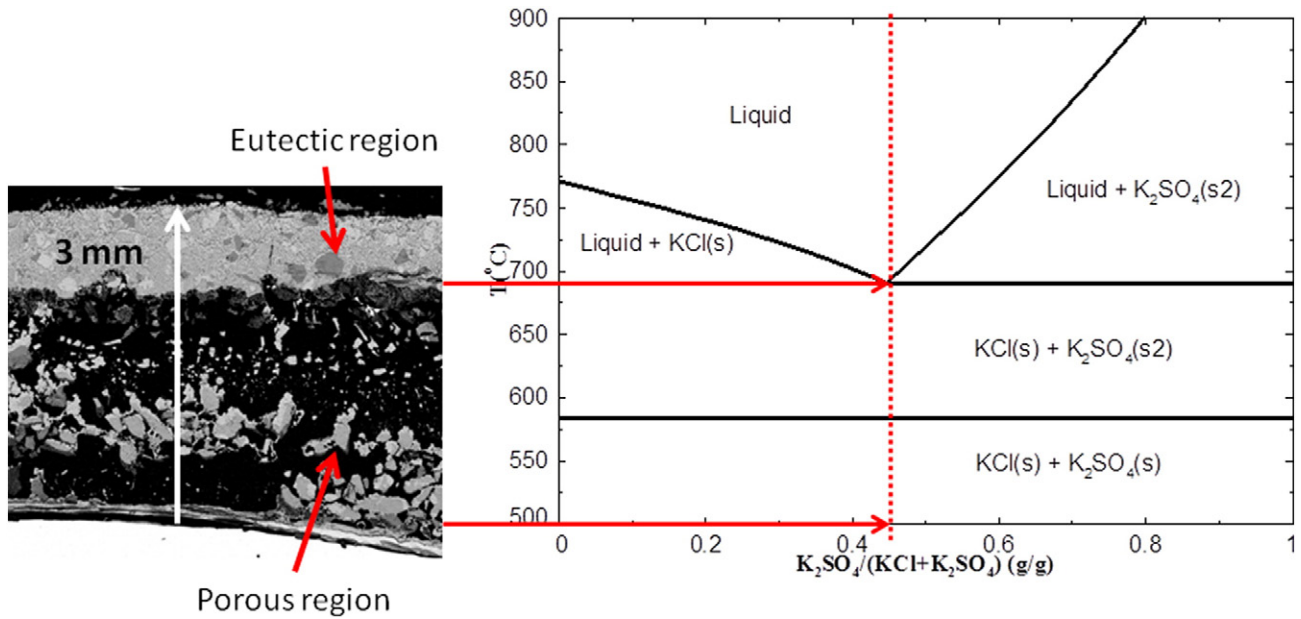 Eutectic region
3 mm
Porous region
T(°C)
900
850
800
750
700
650
600
550
500
Liquid
Liquid + KCl(s)
Liquid + K₂SO₄(s2)
KCl(s) + K₂SO₄(s2)
KCl(s) + K₂SO₄(s)
0
0.2
0.4
0.6
0.8
1
K₂SO₄/(KCl+K₂SO₄) (g/g)